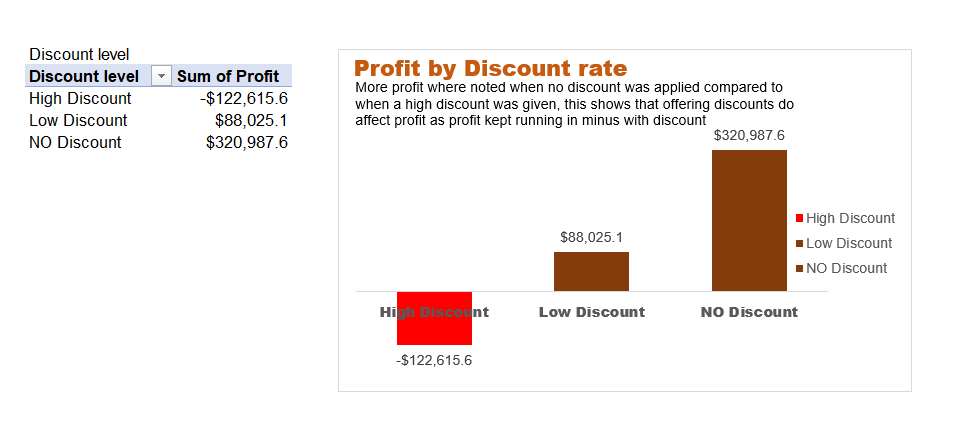 Discount level
Discount level Sum of Profit
High Discount -$122,615.6
Low Discount $88,025.1
NO Discount $320,987.6
Profit by Discount rate
More profit where noted when no discount was applied compared to
when a high discount was given, this shows that offering discounts do
affect profit as profit kept running in minus with discount
$320,987.6
$88,025.1
High Discount
Low Discount
NO Discount
High Discount Low Discount NO Discount
-$122,615.6